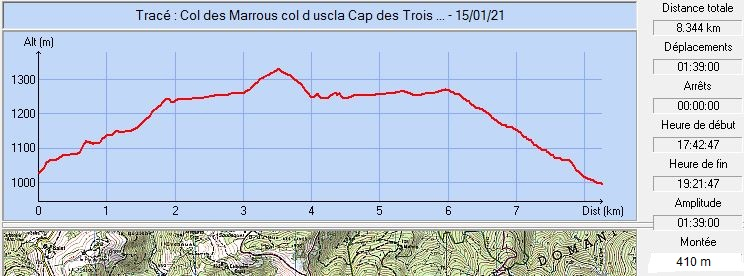 Tracé : Col des Marrous col d uscla Cap des Trois ... - 15/01/21
Alt (m)
1300
1200
1100
1000
0 1 2 3 4 5 6 7 Dist (km)
Distance totale
8.344 km
Déplacements
01:39:00
Arrêts
00:00:00
Heure de début
17:42:47
Heure de fin
19:21:47
Amplitude
01:39:00
Montée
410 m
DOMANI